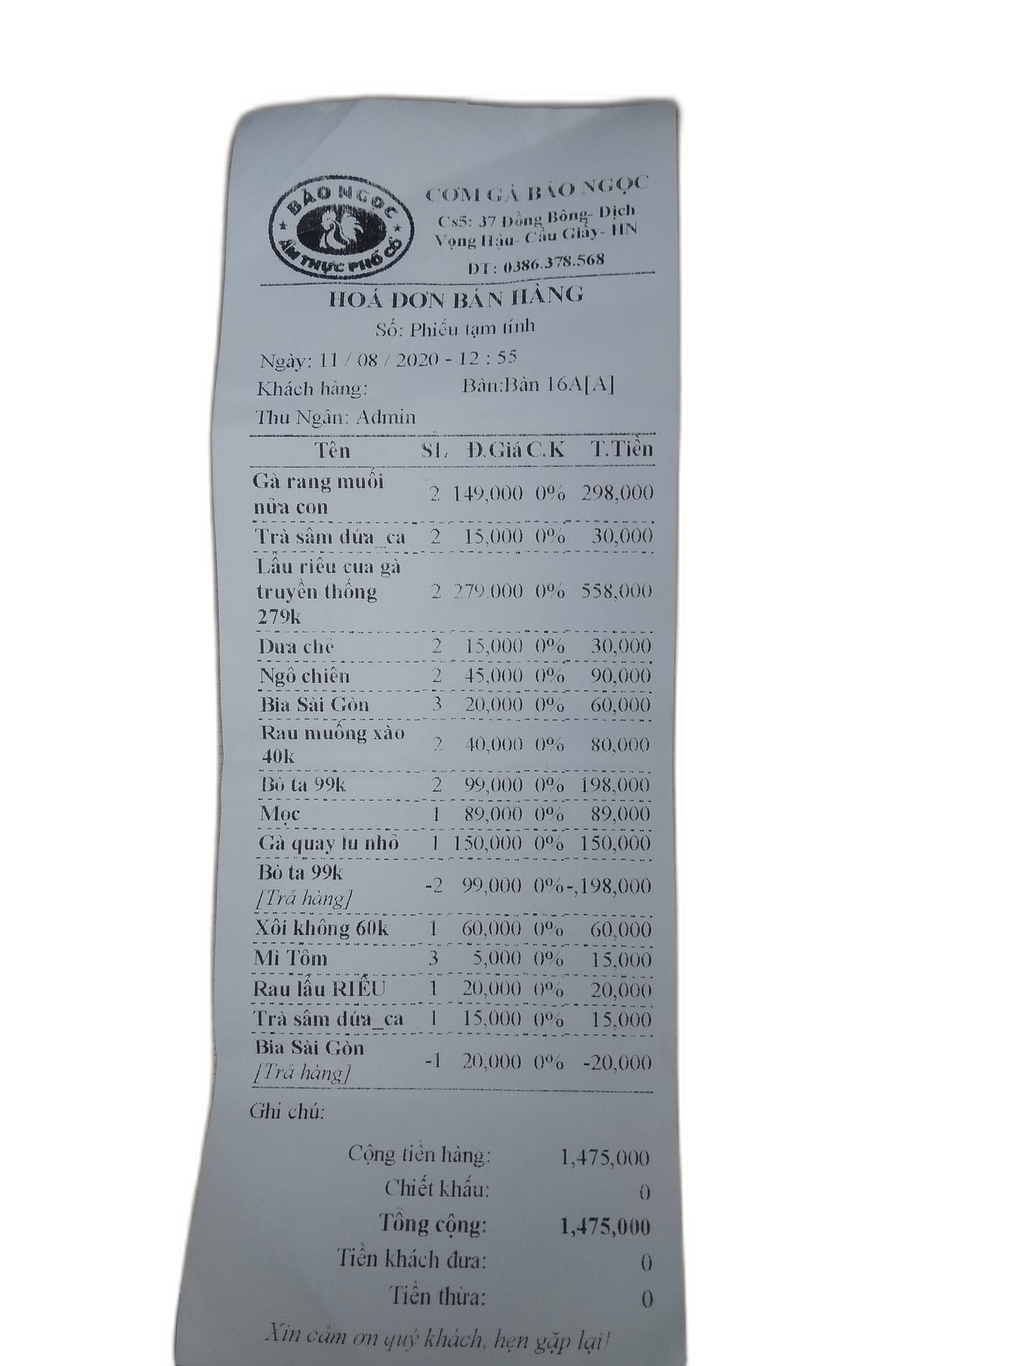 BẢO NGỌC
ẨM THỰC PHỐ CỔ
CƠM GÀ BẢO NGỌC
Cs5: 37 Đồng Bông- Dịch
Vọng Hậu- Cầu Giấy- HN
ĐT: 0386.378.568
HOÁ ĐƠN BÁN HÀNG
Số: Phiếu tạm tính
Ngày: 11 / 08 / 2020 - 12 : 55
Khách hàng: Bàn:Bàn 16A[A]
Thu Ngân: Admin
Tên SL Đ.Giá C.K T.Tiền
Gà rang muối
nửa con 2 149,000 0% 298,000
Trà sâm dứa_ca 2 15,000 0% 30,000
Lẩu riêu cua gà
truyền thống 2 279,000 0% 558,000
279k
Dưa chẻ 2 15,000 0% 30,000
Ngô chiên 2 45,000 0% 90,000
Bia Sài Gòn 3 20,000 0% 60,000
Rau muống xào
40k 2 40,000 0% 80,000
Bò ta 99k 2 99,000 0% 198,000
Mọc 1 89,000 0% 89,000
Gà quay lu nhỏ 1 150,000 0% 150,000
Bò ta 99k
[Trả hàng] -2 99,000 0% -,198,000
Xôi không 60k 1 60,000 0% 60,000
Mì Tôm 3 5,000 0% 15,000
Rau lẩu RIÊU 1 20,000 0% 20,000
Trà sâm dứa_ca 1 15,000 0% 15,000
Bia Sài Gòn
[Trả hàng] -1 20,000 0% -20,000
Ghi chú:
Cộng tiền hàng: 1,475,000
Chiết khấu: 0
Tổng cộng: 1,475,000
Tiền khách đưa: 0
Tiền thừa: 0
Xin cảm ơn quý khách, hẹn gặp lại!